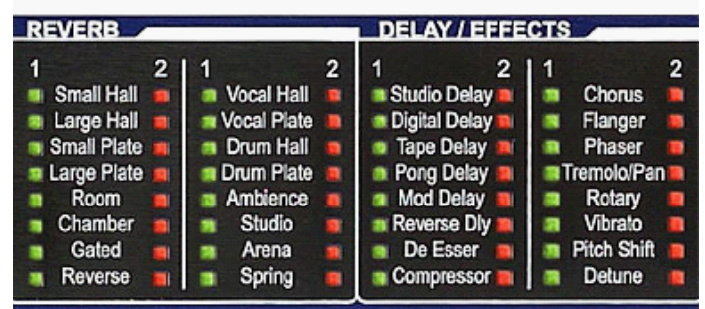 REVERB
DELAY / EFFECTS
1 2 1 2 1 2 1 2
Small Hall Vocal Hall Studio Delay Chorus
Large Hall Vocal Plate Digital Delay Flanger
Small Plate Drum Hall Tape Delay Phaser
Large Plate Drum Plate Pong Delay Tremolo/Pan
Room Ambience Mod Delay Rotary
Chamber Studio Reverse Dly Vibrato
Gated Arena De Esser Pitch Shift
Reverse Spring Compressor Detune